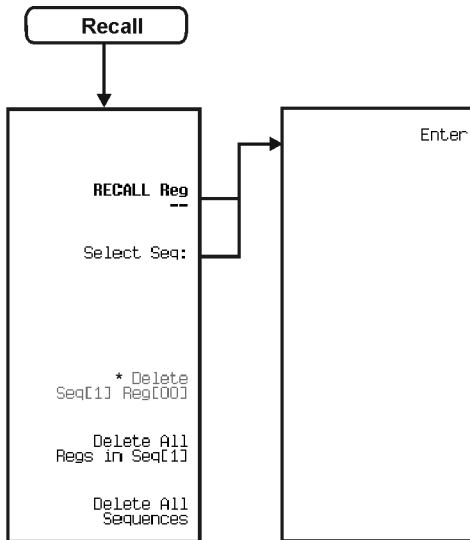 Recall
RECALL Reg
--
Select Seq:
* Delete
Seq[1] Reg[00]
Delete All
Regs in Seq[1]
Delete All
Sequences
Enter